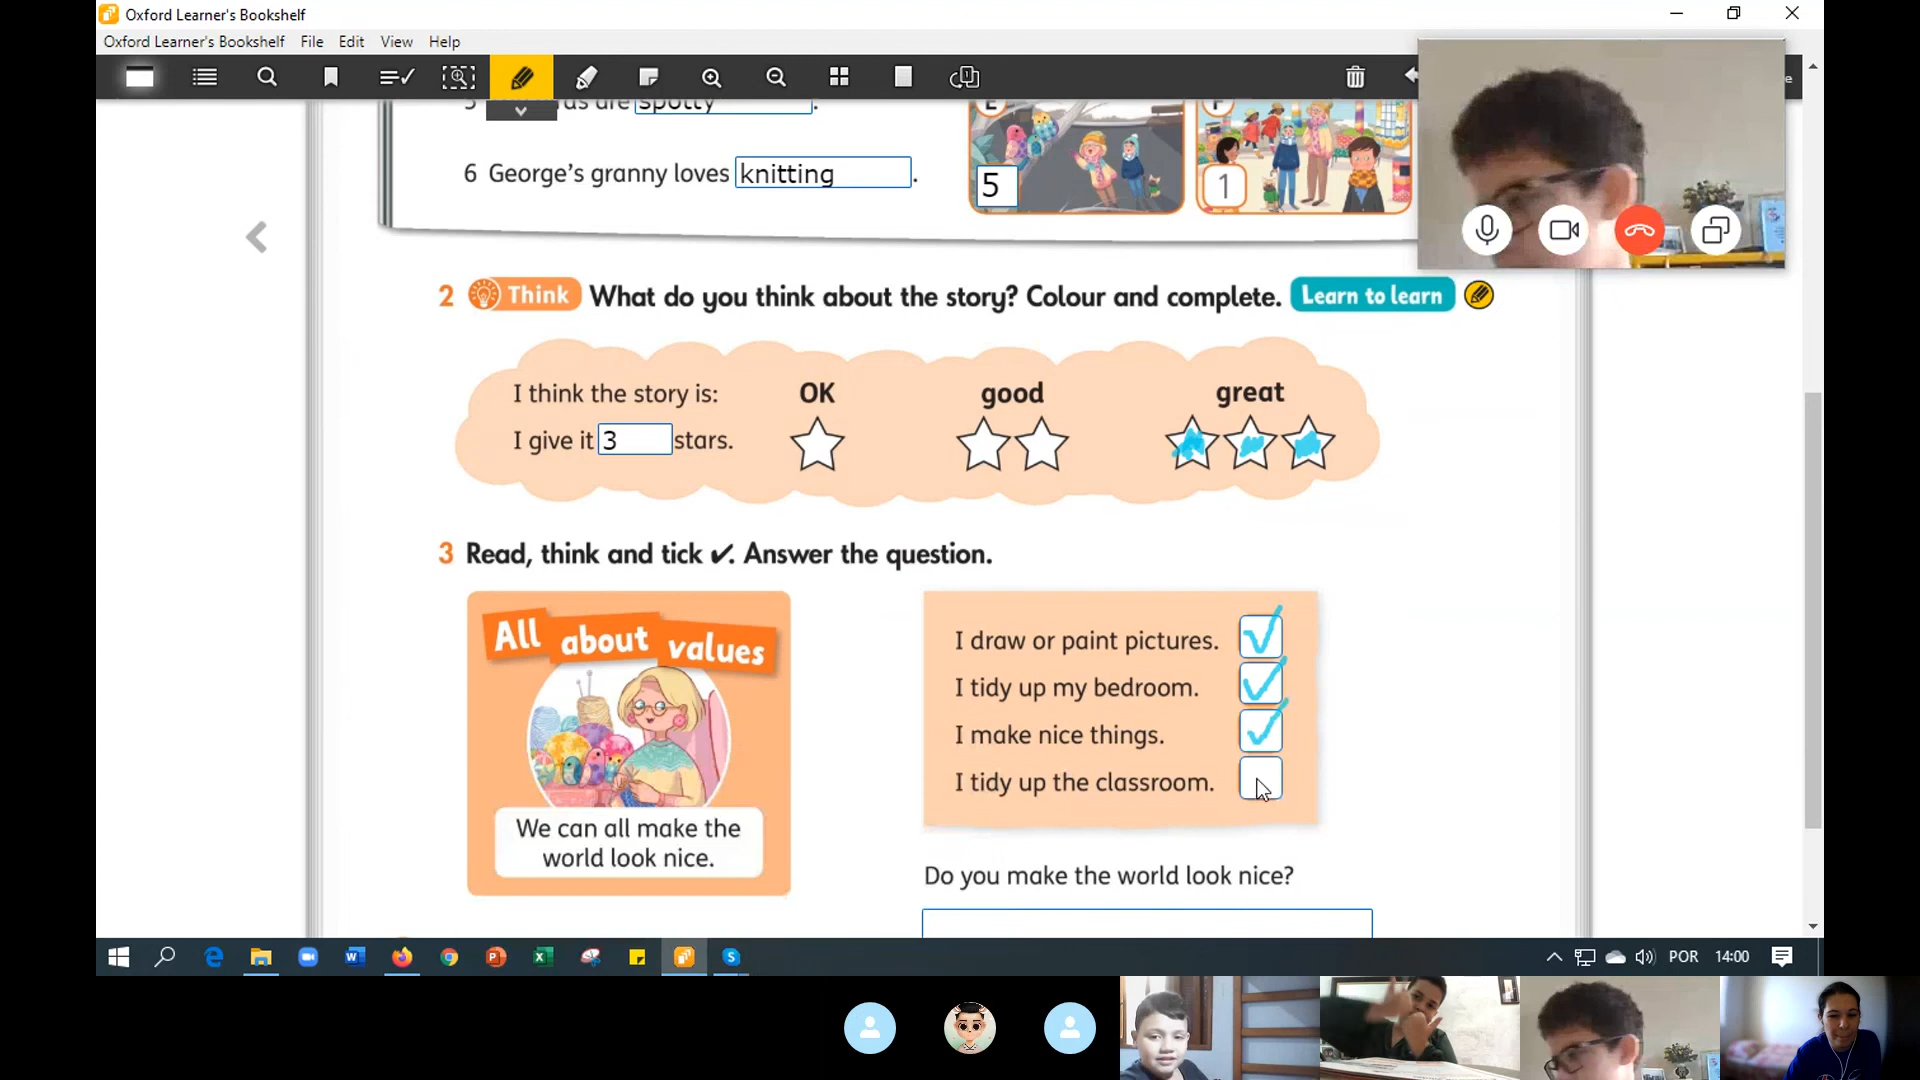 Oxford Learner's Bookshelf
Oxford Learner's Bookshelf File Edit View Help
as are spotty.
6 George's granny loves knitting.
E
F
5
1
2 Think What do you think about the story? Colour and complete. Learn to learn
I think the story is: OK good great
I give it 3 stars.
3 Read, think and tick ✔. Answer the question.
All about values
We can all make the
world look nice.
I draw or paint pictures. ✓
I tidy up my bedroom. ✓
I make nice things. ✓
I tidy up the classroom.
Do you make the world look nice?
POR 14:00